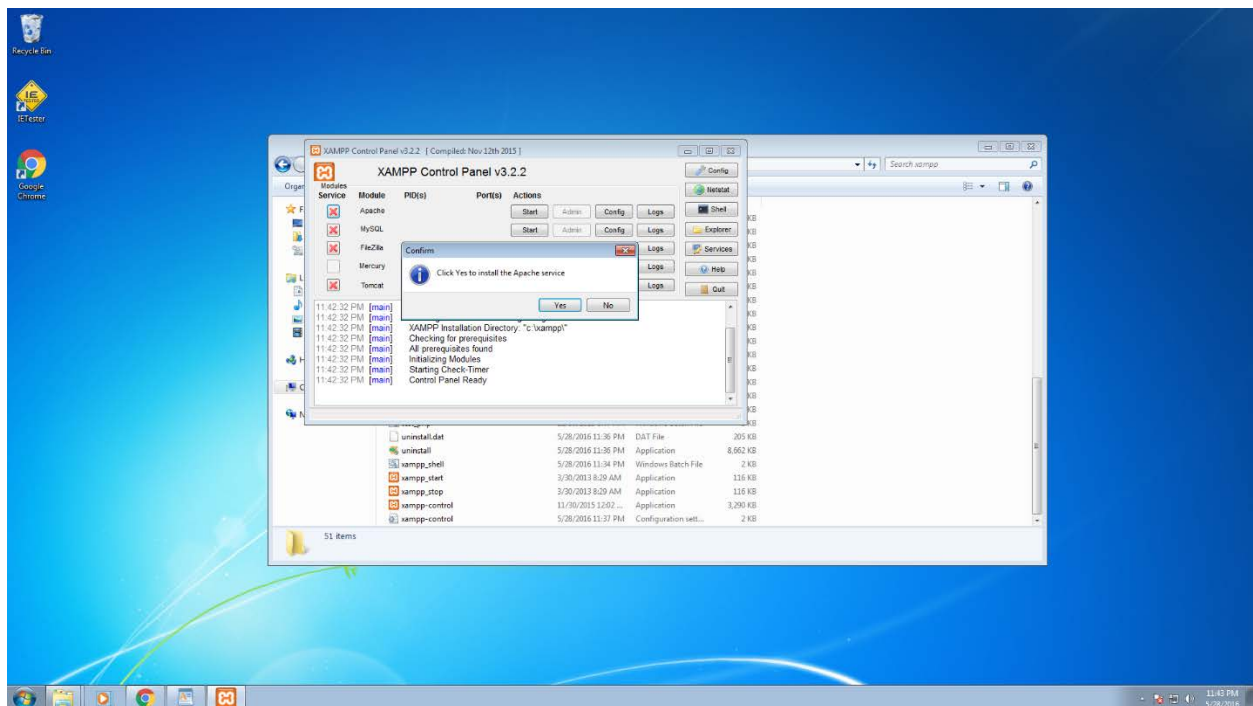 Recycle Bin
IETester
Google Chrome
Search xampp
XAMPP Control Panel v3.2.2 [ Compiled: Nov 12th 2015 ]
XAMPP Control Panel v3.2.2
Config
Modules
Service Module PID(s) Port(s) Actions
Netstat
Apache Start Admin Config Logs Shell
MySQL Start Admin Config Logs Explorer
FileZilla Logs Services
Mercury Logs Help
Tomcat Logs Quit
Confirm
Click Yes to install the Apache service
Yes No
11:42:32 PM [main]
11:42:32 PM [main]
11:42:32 PM [main] XAMPP Installation Directory: "c:\xampp\"
11:42:32 PM [main] Checking for prerequisites
11:42:32 PM [main] All prerequisites found
11:42:32 PM [main] Initializing Modules
11:42:32 PM [main] Starting Check-Timer
11:42:32 PM [main] Control Panel Ready
uninstall.dat 5/28/2016 11:36 PM DAT File 205 KB
uninstall 5/28/2016 11:36 PM Application 8,662 KB
xampp_shell 5/28/2016 11:34 PM Windows Batch File 2 KB
xampp_start 3/30/2013 8:29 AM Application 116 KB
xampp_stop 3/30/2013 8:29 AM Application 116 KB
xampp-control 11/30/2015 12:02 ... Application 3,290 KB
xampp-control 5/28/2016 11:37 PM Configuration sett... 2 KB
51 items
11:43 PM
5/28/2016